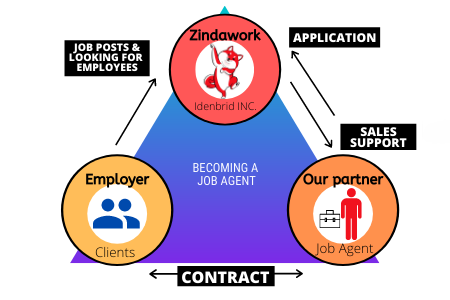 Zindawork
Idenbrid INC.
JOB POSTS &
LOOKING FOR
EMPLOYEES
APPLICATION
SALES
SUPPORT
BECOMING A
JOB AGENT
Employer
Clients
Our partner
Job Agent
CONTRACT